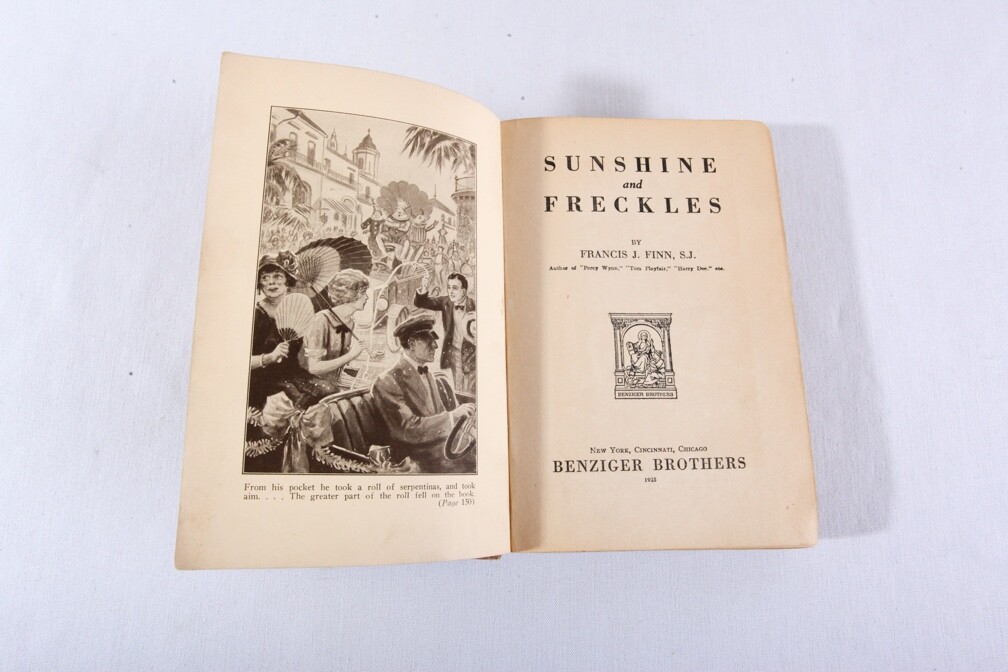 From his pocket he took a roll of serpentinas, and took
aim. . . . The greater part of the roll fell on the book.
(Page 150)
SUNSHINE
and
FRECKLES
BY
FRANCIS J. FINN, S.J.
Author of "Percy Wynn," "Tom Playfair," "Harry Dee," etc.
BENZIGER BROTHERS
NEW YORK, CINCINNATI, CHICAGO
BENZIGER BROTHERS